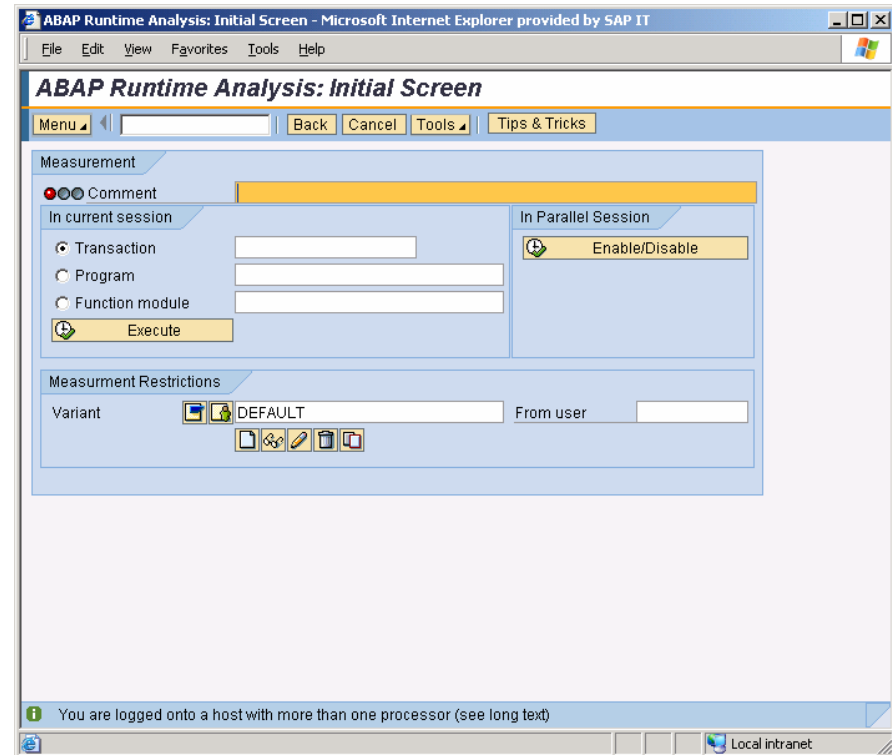 ABAP Runtime Analysis: Initial Screen - Microsoft Internet Explorer provided by SAP IT
File Edit View Favorites Tools Help
ABAP Runtime Analysis: Initial Screen
Menu Back Cancel Tools Tips & Tricks
Measurement
Comment
In current session In Parallel Session
Transaction Enable/Disable
Program
Function module
Execute
Measurment Restrictions
Variant DEFAULT From user
You are logged onto a host with more than one processor (see long text)
Local intranet